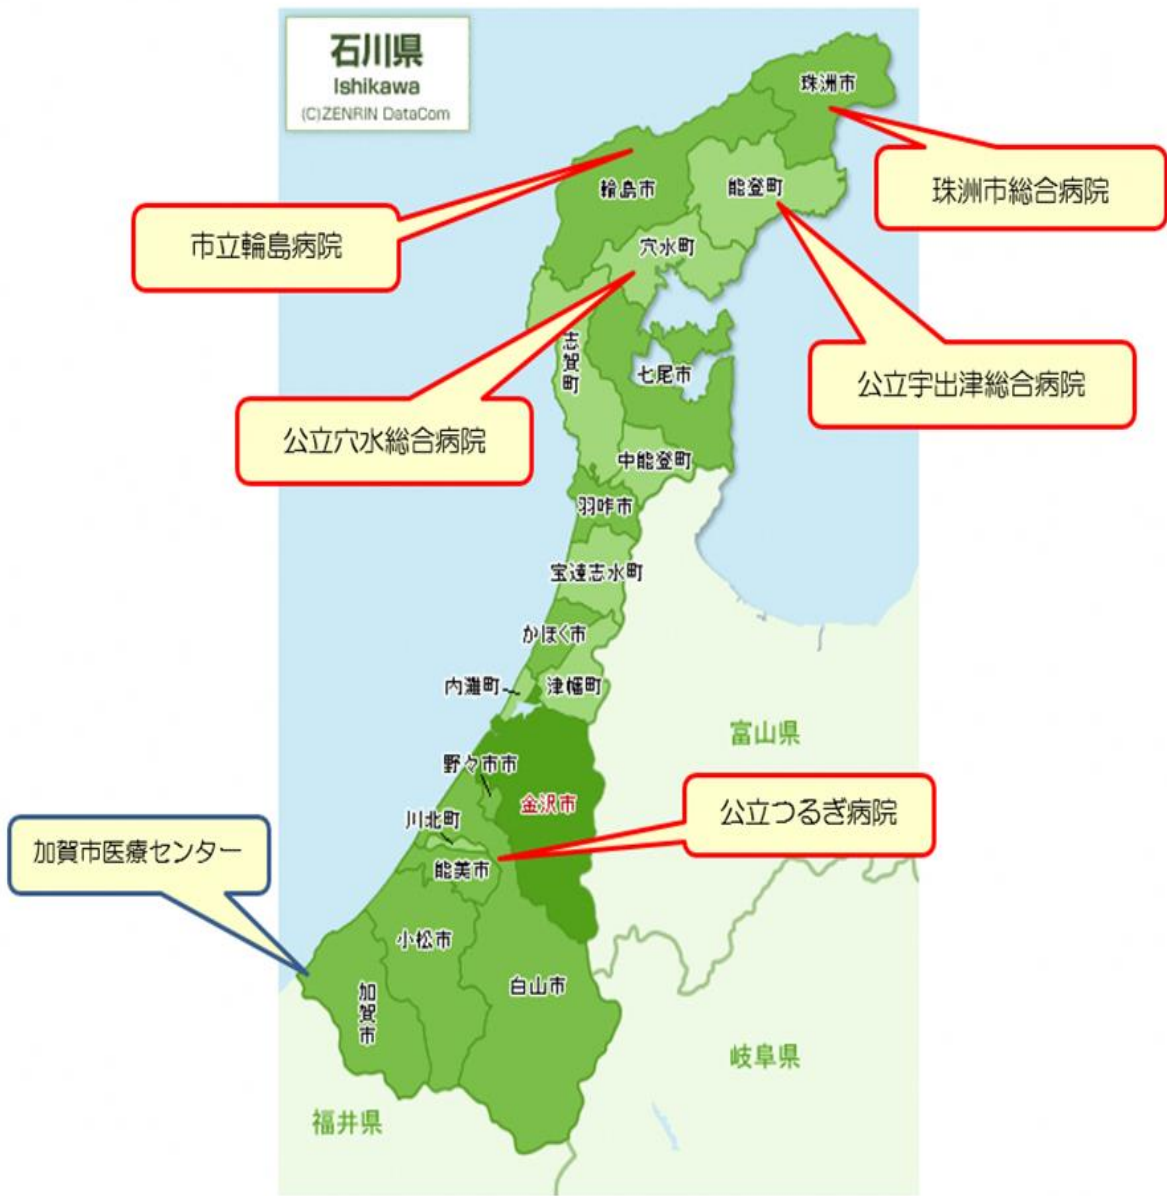 石川県
Ishikawa
(C)ZENRIN DataCom
珠洲市
珠洲市総合病院
輪島市
能登町
市立輪島病院
穴水町
志賀町
七尾市
公立宇出津総合病院
公立穴水総合病院
中能登町
羽咋市
宝達志水町
かほく市
内灘町
津幡町
富山県
野々市市
金沢市
公立つるぎ病院
川北町
加賀市医療センター
能美市
小松市
白山市
加賀市
岐阜県
福井県